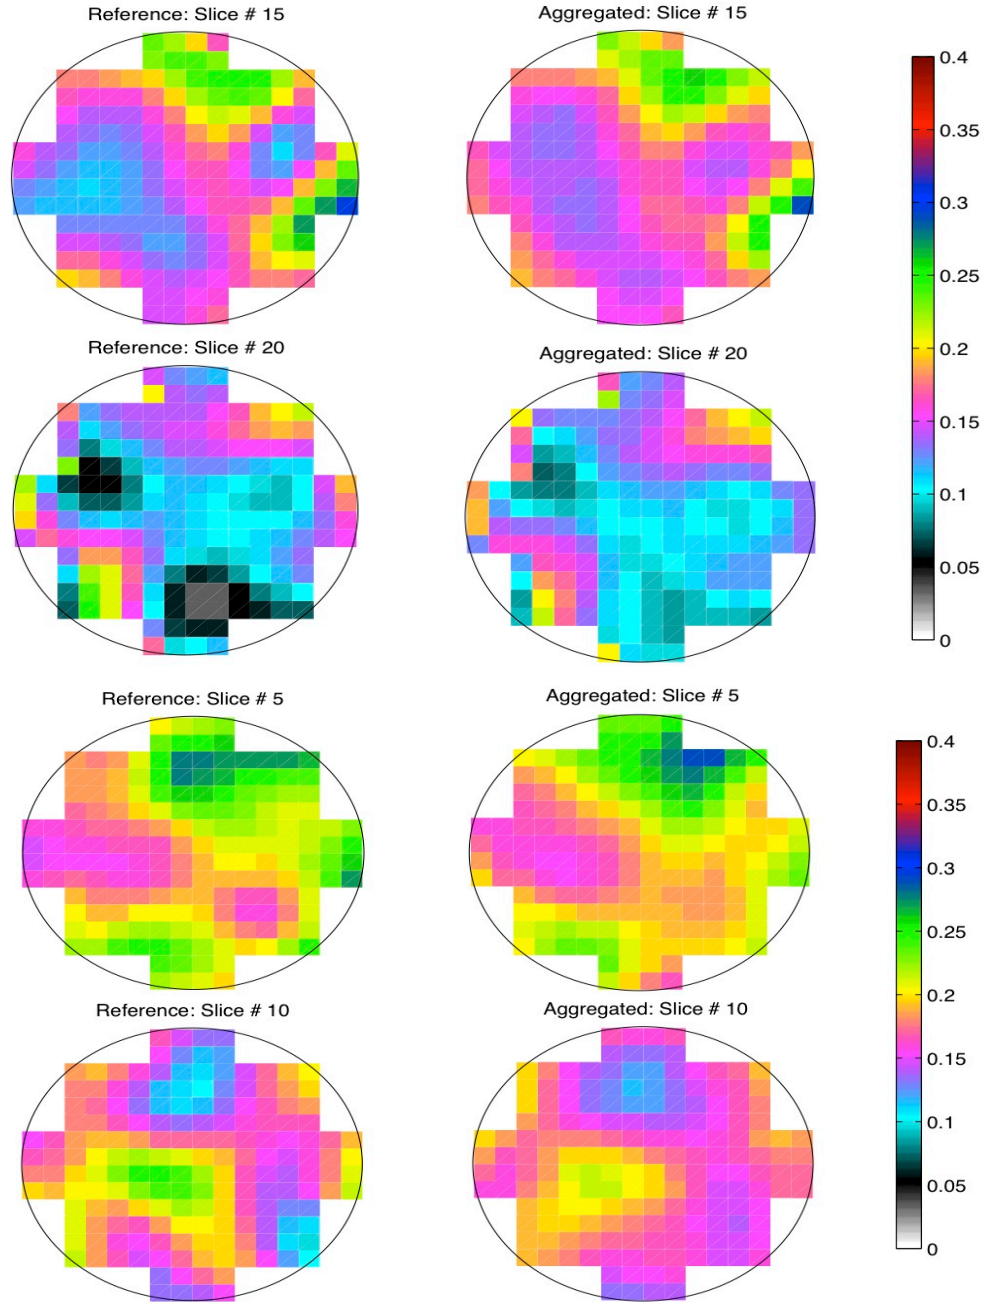 Reference: Slice # 15
Aggregated: Slice # 15
0.4
0.35
0.3
0.25
0.2
0.15
0.1
0.05
0
Reference: Slice # 20
Aggregated: Slice # 20
Reference: Slice # 5
Aggregated: Slice # 5
0.4
0.35
0.3
0.25
0.2
0.15
0.1
0.05
0
Reference: Slice # 10
Aggregated: Slice # 10